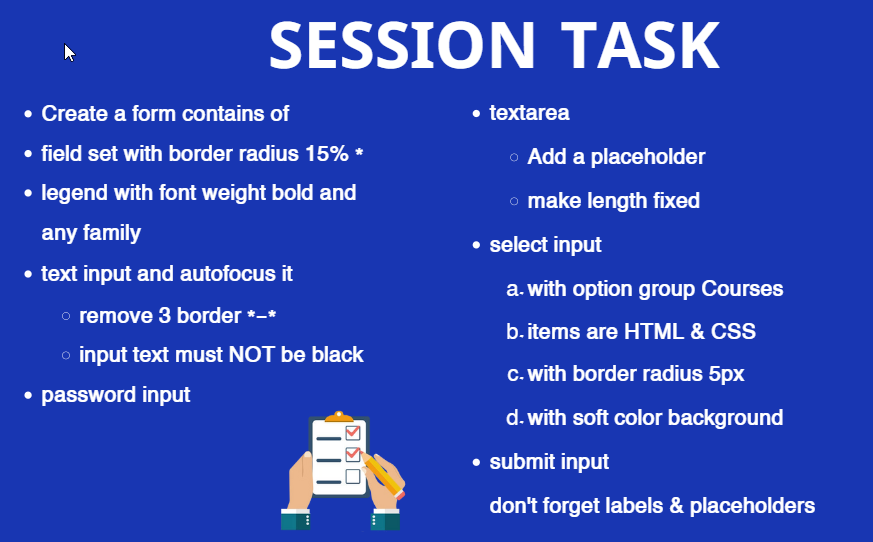 SESSION TASK
• Create a form contains of
• field set with border radius 15% *
• legend with font weight bold and
any family
• text input and autofocus it
○ remove 3 border *-*
○ input text must NOT be black
• password input
• textarea
○ Add a placeholder
○ make length fixed
• select input
a. with option group Courses
b. items are HTML & CSS
c. with border radius 5px
d. with soft color background
• submit input
don't forget labels & placeholders